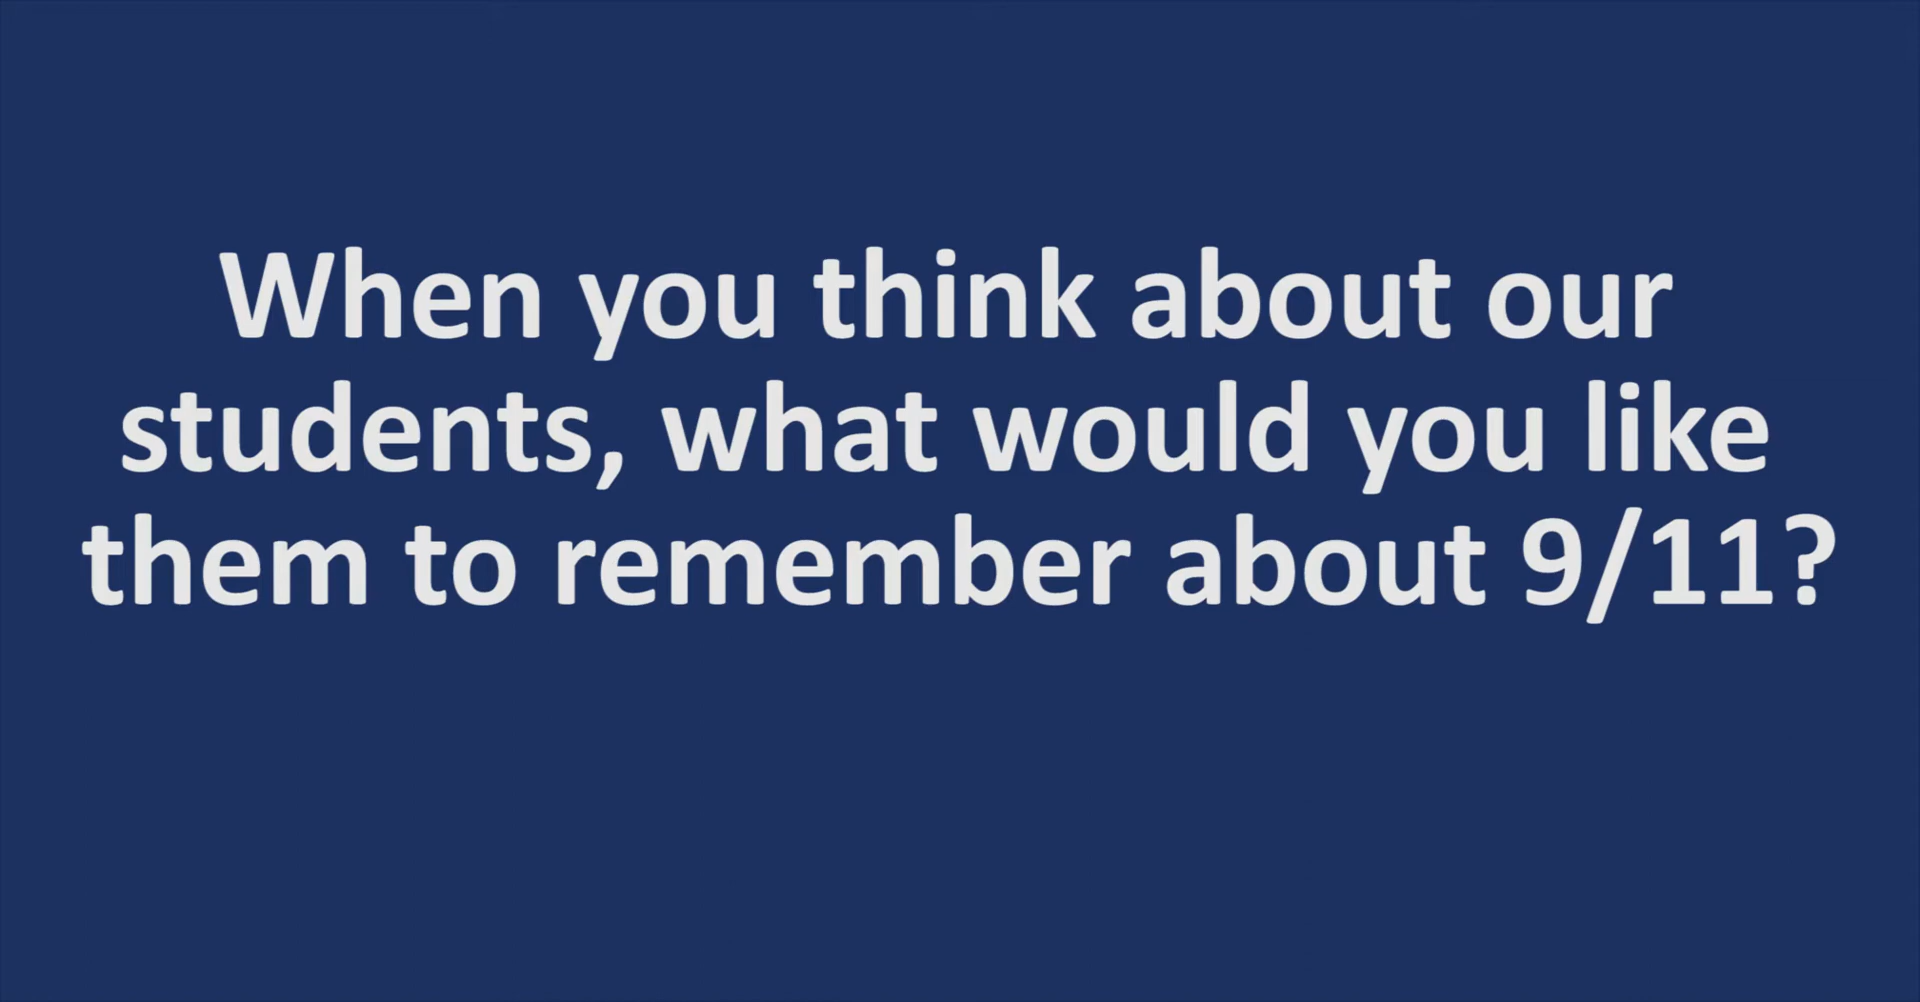 When you think about our
students, what would you like
them to remember about 9/11?